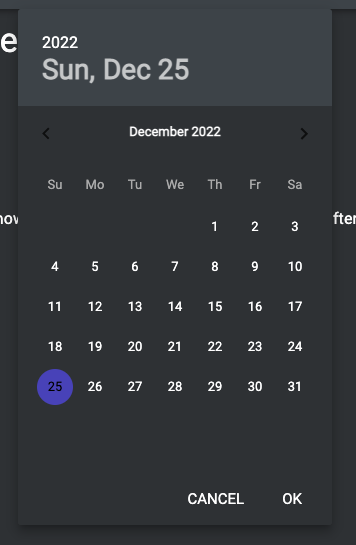 2022
Sun, Dec 25
December 2022
Su Mo Tu We Th Fr Sa
1 2 3
4 5 6 7 8 9 10
11 12 13 14 15 16 17
18 19 20 21 22 23 24
25 26 27 28 29 30 31
CANCEL OK